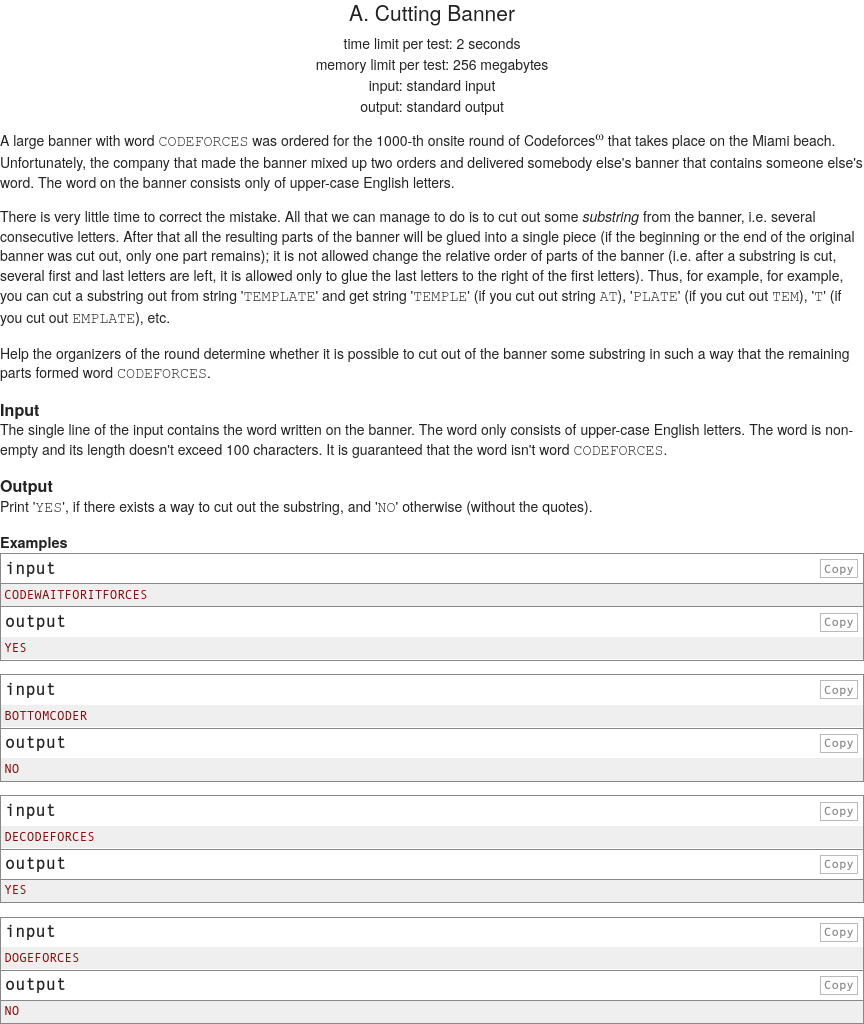 A. Cutting Banner
time limit per test: 2 seconds
memory limit per test: 256 megabytes
input: standard input
output: standard output
A large banner with word CODEFORCES was ordered for the 1000-th onsite round of Codeforcesω that takes place on the Miami beach.
Unfortunately, the company that made the banner mixed up two orders and delivered somebody else's banner that contains someone else's
word. The word on the banner consists only of upper-case English letters.
There is very little time to correct the mistake. All that we can manage to do is to cut out some substring from the banner, i.e. several
consecutive letters. After that all the resulting parts of the banner will be glued into a single piece (if the beginning or the end of the original
banner was cut out, only one part remains); it is not allowed change the relative order of parts of the banner (i.e. after a substring is cut,
several first and last letters are left, it is allowed only to glue the last letters to the right of the first letters). Thus, for example, for example,
you can cut a substring out from string 'TEMPLATE' and get string 'TEMPLE' (if you cut out string AT), 'PLATE' (if you cut out TEM), 'T' (if
you cut out EMPLATE), etc.
Help the organizers of the round determine whether it is possible to cut out of the banner some substring in such a way that the remaining
parts formed word CODEFORCES.
Input
The single line of the input contains the word written on the banner. The word only consists of upper-case English letters. The word is non-
empty and its length doesn't exceed 100 characters. It is guaranteed that the word isn't word CODEFORCES.
Output
Print 'YES', if there exists a way to cut out the substring, and 'NO' otherwise (without the quotes).
Examples
input Copy
CODEWAITFORITFORCES
output Copy
YES
input Copy
BOTTOMCODER
output Copy
NO
input Copy
DECODEFORCES
output Copy
YES
input Copy
DOGEFORCES
output Copy
NO